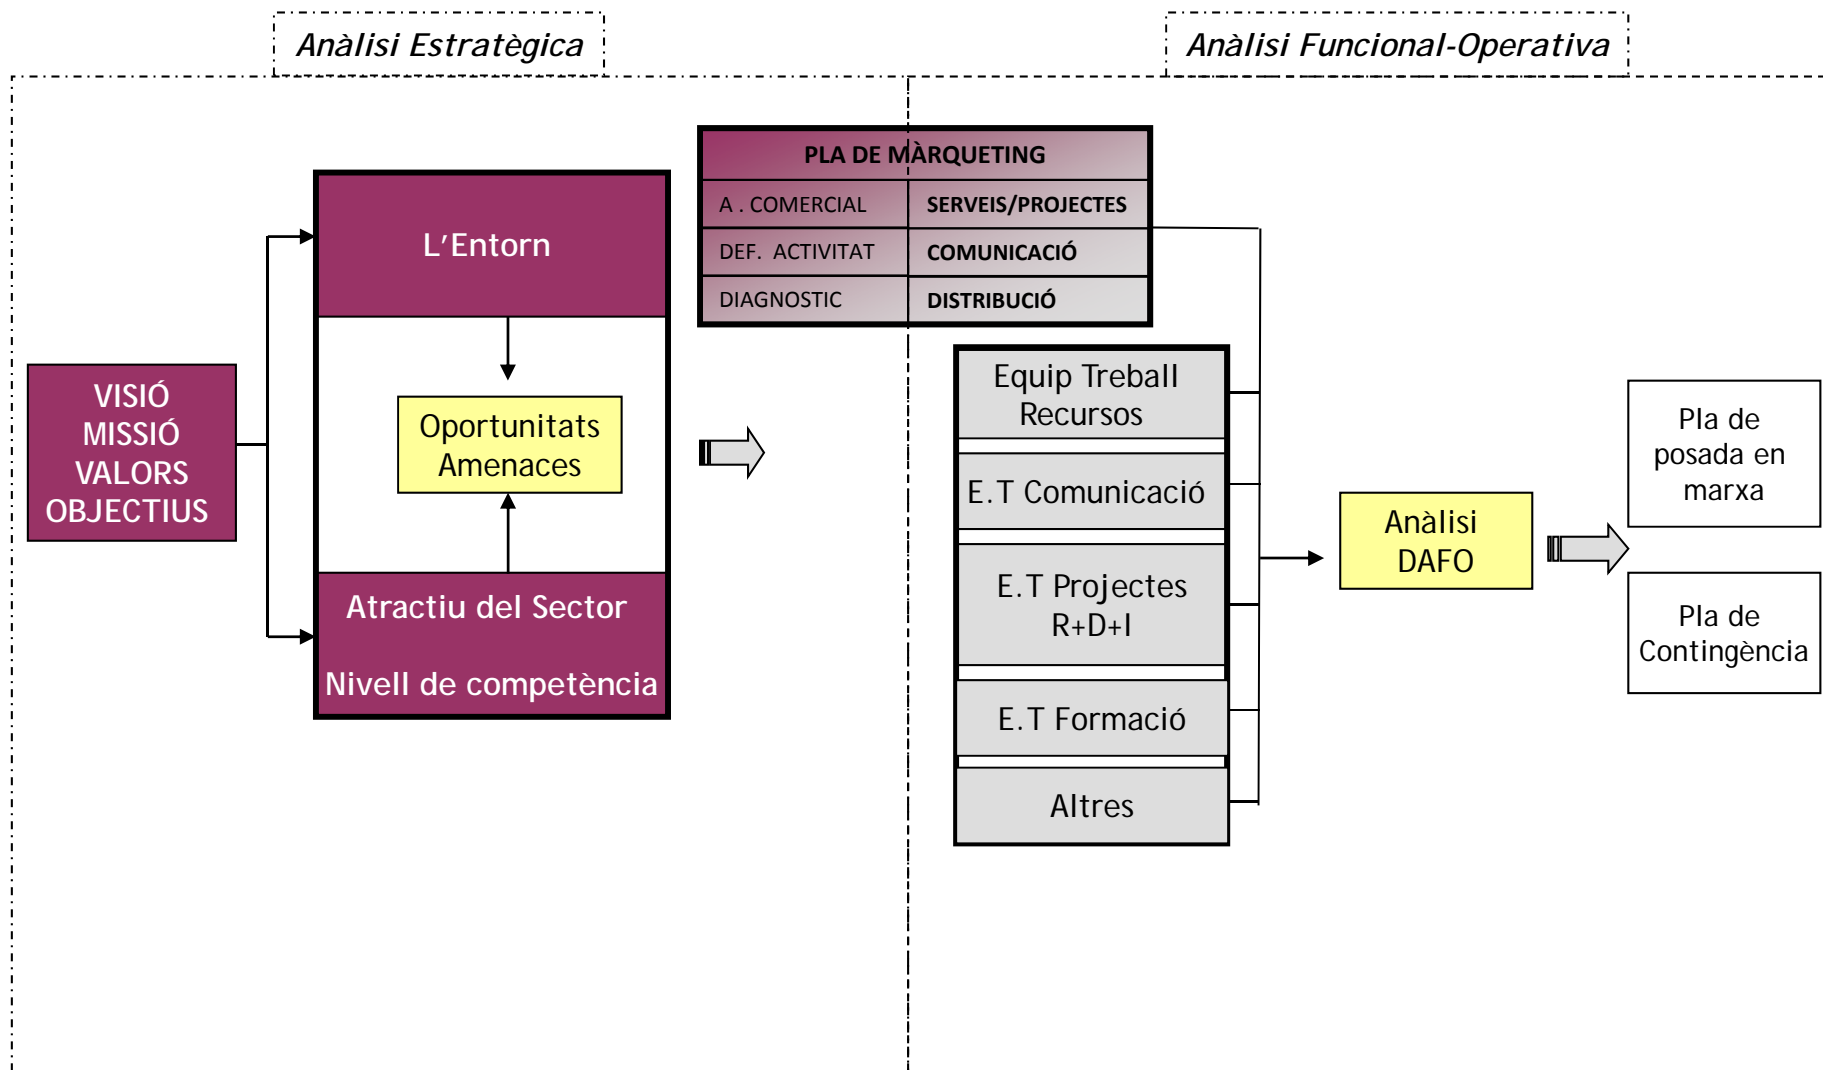 Anàlisi Estratègica
Anàlisi Funcional-Operativa
VISIÓ
MISSIÓ
VALORS
OBJECTIUS
L'Entorn
Oportunitats
Amenaces
Atractiu del Sector
Nivell de competència
PLA DE MÀRQUETING
A . COMERCIAL
SERVEIS/PROJECTES
DEF. ACTIVITAT
COMUNICACIÓ
DIAGNOSTIC
DISTRIBUCIÓ
Equip Treball
Recursos
E.T Comunicació
E.T Projectes
R+D+I
E.T Formació
Altres
Anàlisi
DAFO
Pla de
posada en
marxa
Pla de
Contingència